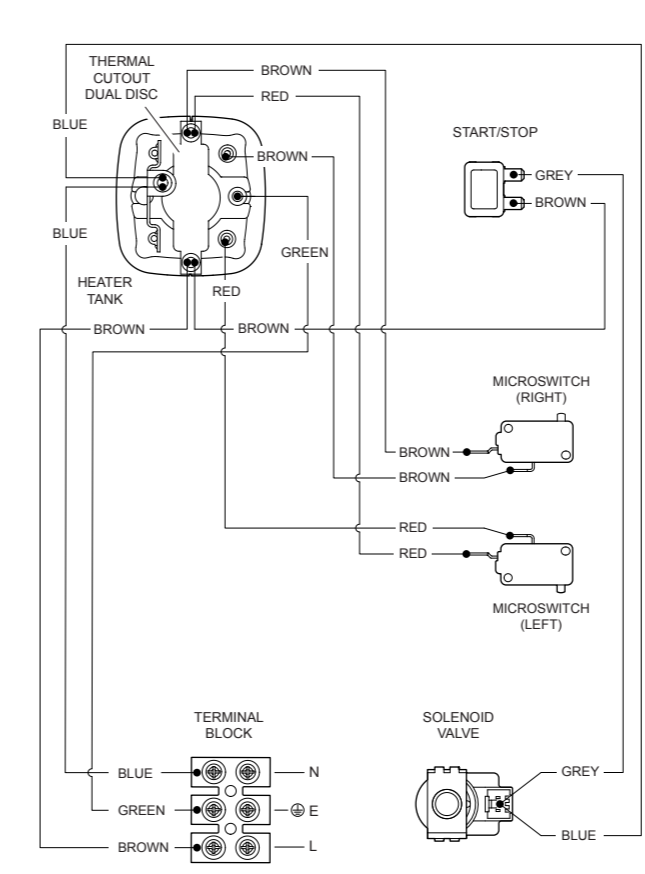 THERMAL
CUTOUT
DUAL DISC
BROWN
RED
BLUE
BROWN
START/STOP
GREY
BROWN
BLUE
GREEN
HEATER
TANK
RED
BROWN
BROWN
MICROSWITCH
(RIGHT)
BROWN
BROWN
RED
RED
MICROSWITCH
(LEFT)
TERMINAL
BLOCK
SOLENOID
VALVE
BLUE
N
GREY
GREEN
E
BLUE
BROWN
L